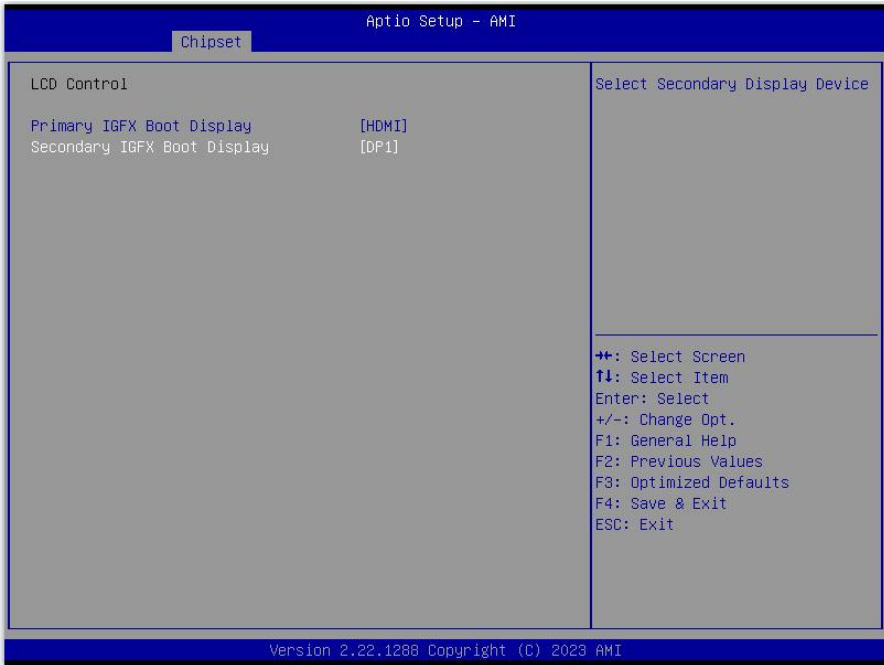 Aptio Setup – AMI
Chipset
LCD Control
Primary IGFX Boot Display [HDMI]
Secondary IGFX Boot Display [DP1]
Select Secondary Display Device
→←: Select Screen
↑↓: Select Item
Enter: Select
+/-: Change Opt.
F1: General Help
F2: Previous Values
F3: Optimized Defaults
F4: Save & Exit
ESC: Exit
Version 2.22.1288 Copyright (C) 2023 AMI